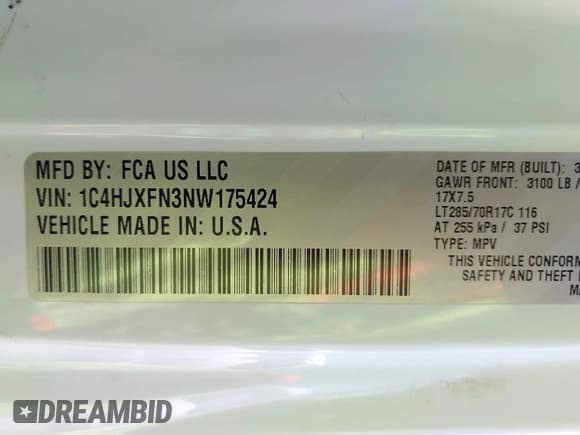 MFD BY: FCA US LLC
VIN: 1C4HJXFN3NW175424
VEHICLE MADE IN: U.S.A.
DATE OF MFR (BUILT): 3
GAWR FRONT: 3100 LB /
17X7.5
LT285/70R17C 116
AT 255 kPa / 37 PSI
TYPE: MPV
THIS VEHICLE CONFORM
SAFETY AND THEFT
DREAMBID